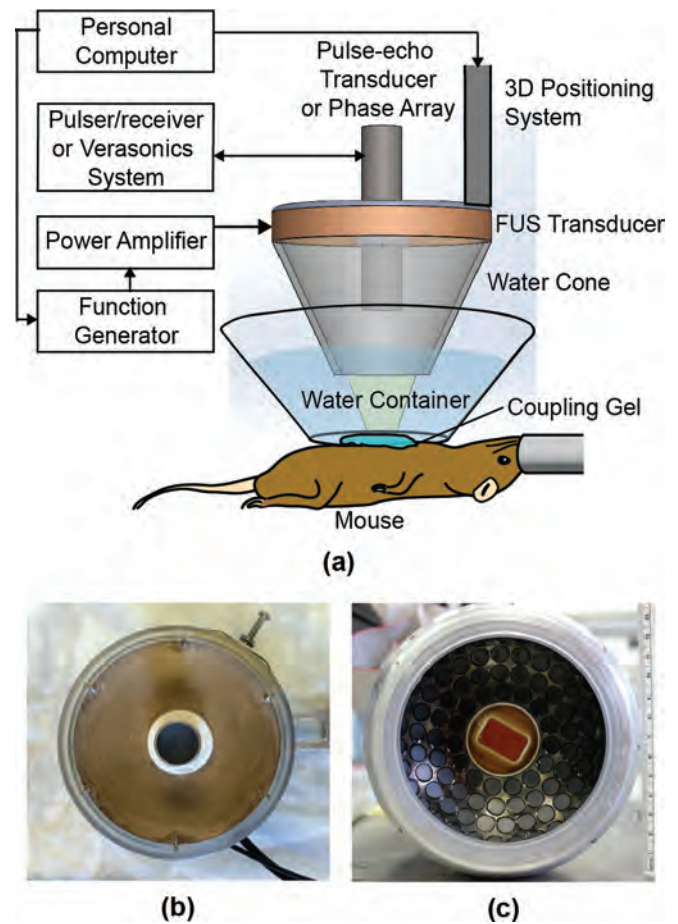 Personal
Computer
Pulse-echo
Transducer
or Phase Array
3D Positioning
System
Pulser/receiver
or Verasonics
System
Power Amplifier
FUS Transducer
Function
Generator
Water Cone
Water Container
Coupling Gel
Mouse
(a)
(b)
(c)